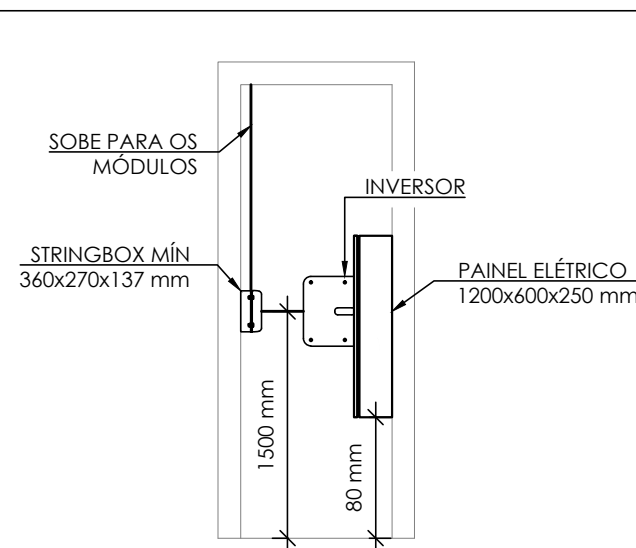 SOBE PARA OS
MÓDULOS
INVERSOR
STRINGBOX MÍN
360x270x137 mm
PAINEL ELÉTRICO
1200x600x250 mm
1500 mm
80 mm